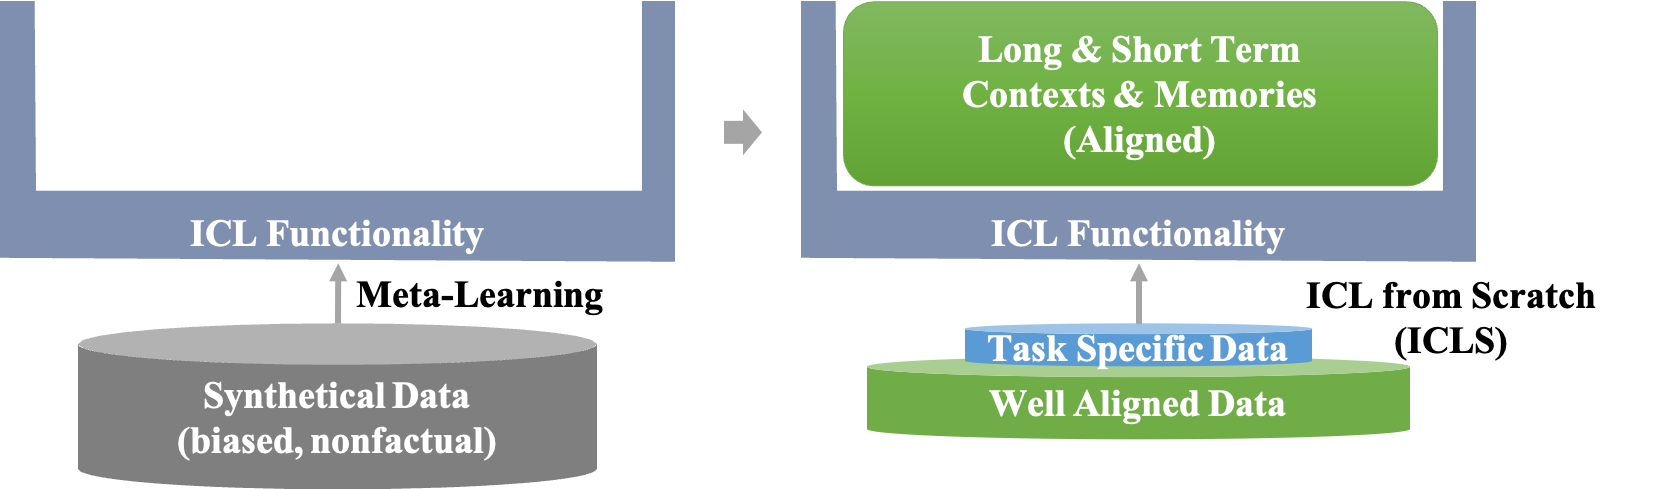 ICL Functionality
Meta-Learning
Synthetical Data
(biased, nonfactual)
Long & Short Term
Contexts & Memories
(Aligned)
ICL Functionality
ICL from Scratch
(ICLS)
Task Specific Data
Well Aligned Data